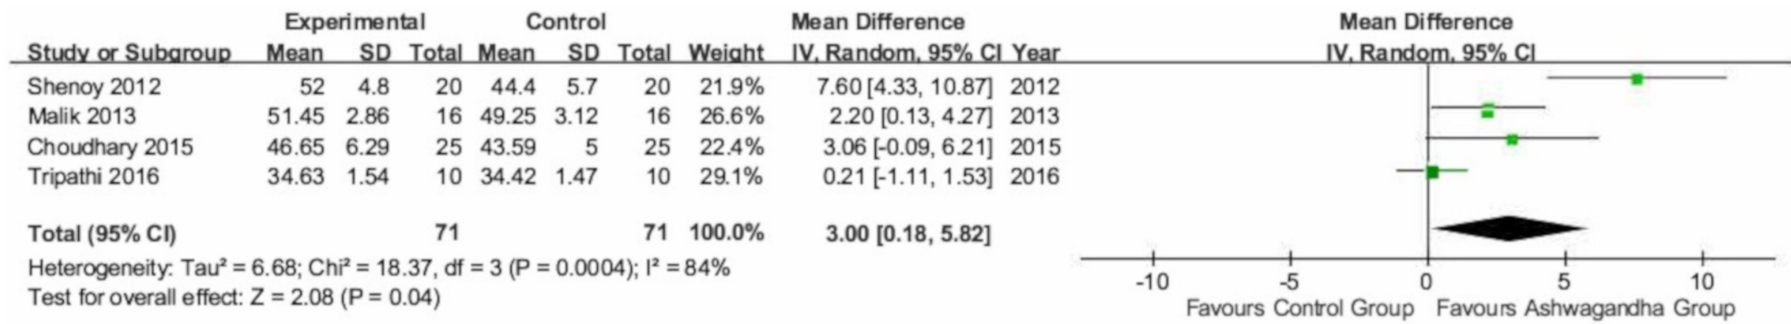 Experimental Control Mean Difference Mean Difference
Study or Subgroup Mean SD Total Mean SD Total Weight IV, Random, 95% CI Year IV, Random, 95% CI
Shenoy 2012 52 4.8 20 44.4 5.7 20 21.9% 7.60 [4.33, 10.87] 2012
Malik 2013 51.45 2.86 16 49.25 3.12 16 26.6% 2.20 [0.13, 4.27] 2013
Choudhary 2015 46.65 6.29 25 43.59 5 25 22.4% 3.06 [-0.09, 6.21] 2015
Tripathi 2016 34.63 1.54 10 34.42 1.47 10 29.1% 0.21 [-1.11, 1.53] 2016
Total (95% CI) 71 71 100.0% 3.00 [0.18, 5.82]
Heterogeneity: Tau² = 6.68; Chi² = 18.37, df = 3 (P = 0.0004); I² = 84%
Test for overall effect: Z = 2.08 (P = 0.04)
-10 -5 0 5 10
Favours Control Group Favours Ashwagandha Group